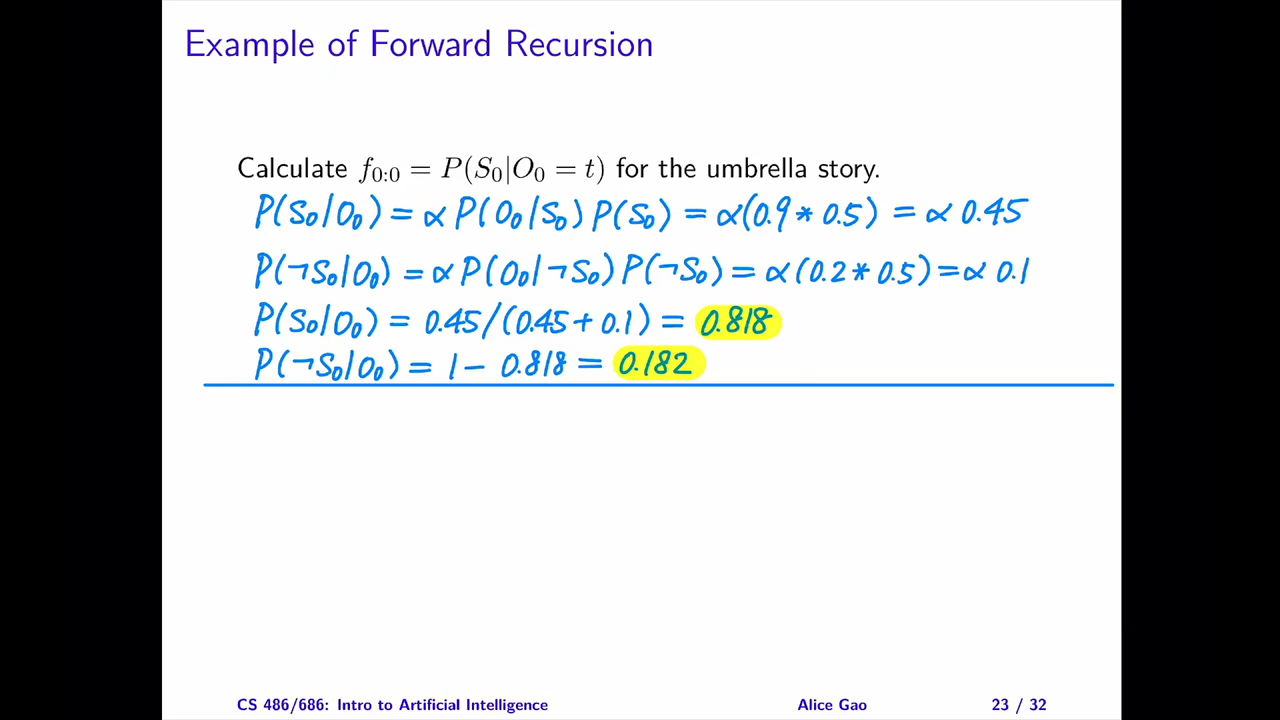 Example of Forward Recursion
Calculate f₀:₀ = P(S₀|O₀ = t) for the umbrella story.
P(S₀|O₀) = α P(O₀|S₀) P(S₀) = α(0.9 * 0.5) = α 0.45
P(¬S₀|O₀) = α P(O₀|¬S₀) P(¬S₀) = α (0.2 * 0.5) = α 0.1
P(S₀|O₀) = 0.45/(0.45 + 0.1) = 0.818
P(¬S₀|O₀) = 1 - 0.818 = 0.182
CS 486/686: Intro to Artificial Intelligence Alice Gao 23 / 32